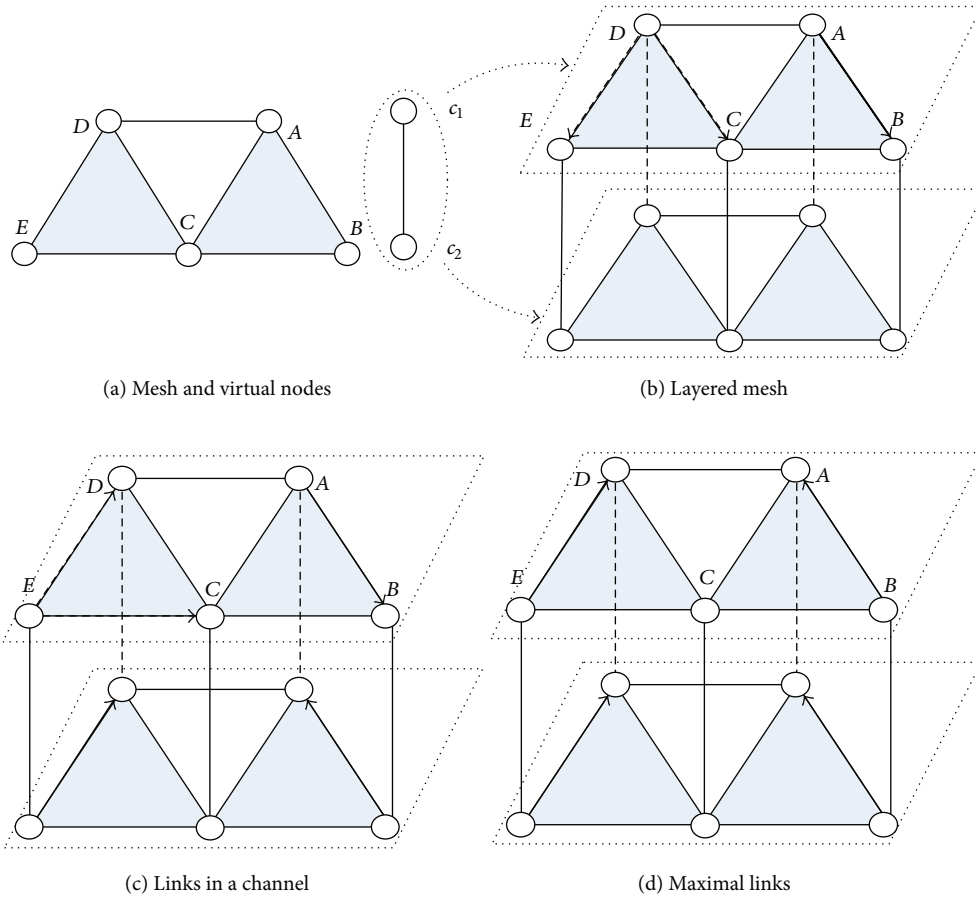 D
A
E
C
B
c1
c2
(a) Mesh and virtual nodes
D
A
E
C
B
(b) Layered mesh
D
A
E
C
B
(c) Links in a channel
D
A
E
C
B
(d) Maximal links